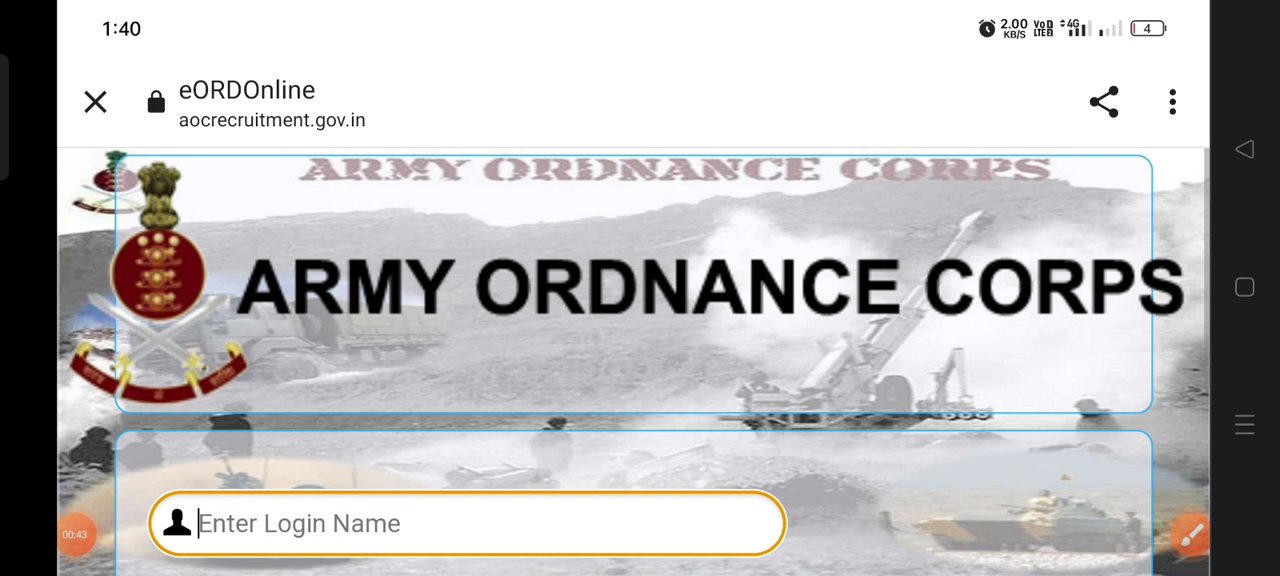 1:40
2.00
KB/S
VoD
LTE2
4G
4
eORDOnline
aocrecruitment.gov.in
ARMY ORDNANCE CORPS
ARMY ORDNANCE CORPS
Enter Login Name
00:43